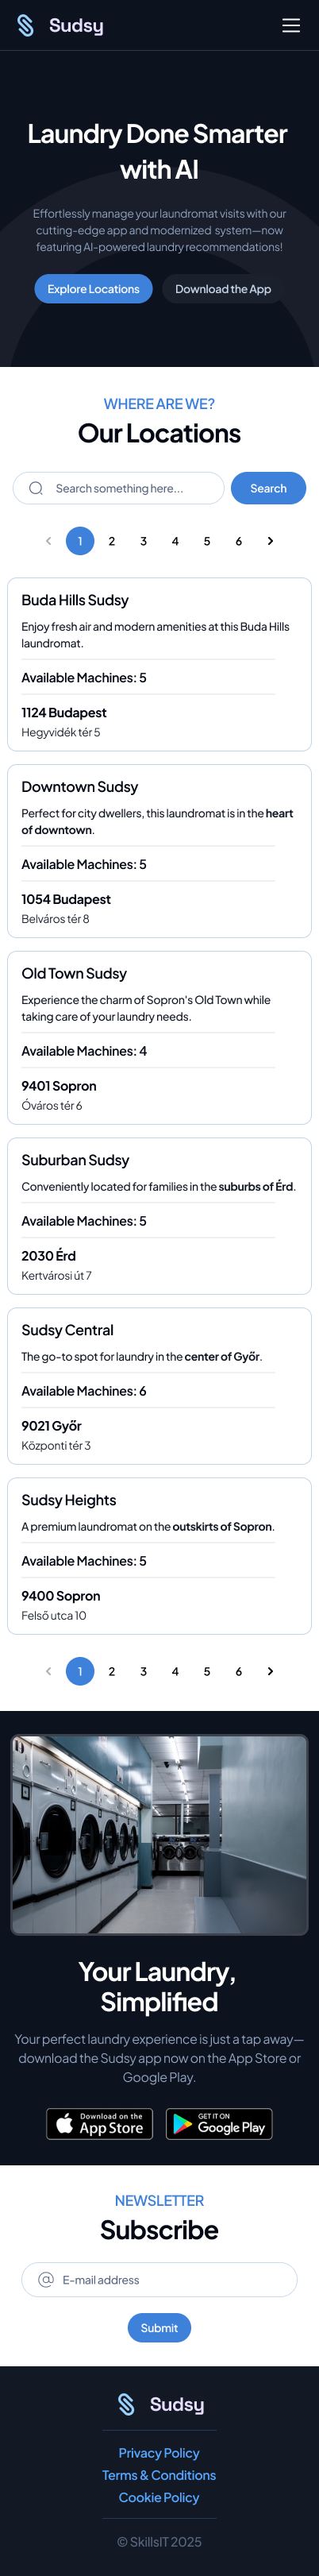 Sudsy
Laundry Done Smarter
with AI
Effortlessly manage your laundromat visits with our
cutting-edge app and modernized system—now
featuring AI-powered laundry recommendations!
Explore Locations
Download the App
WHERE ARE WE?
Our Locations
Search something here...
Search
1 2 3 4 5 6
Buda Hills Sudsy
Enjoy fresh air and modern amenities at this Buda Hills
laundromat.
Available Machines: 5
1124 Budapest
Hegyvidék tér 5
Downtown Sudsy
Perfect for city dwellers, this laundromat is in the heart
of downtown.
Available Machines: 5
1054 Budapest
Belváros tér 8
Old Town Sudsy
Experience the charm of Sopron's Old Town while
taking care of your laundry needs.
Available Machines: 4
9401 Sopron
Óváros tér 6
Suburban Sudsy
Conveniently located for families in the suburbs of Érd.
Available Machines: 5
2030 Érd
Kertvárosi út 7
Sudsy Central
The go-to spot for laundry in the center of Győr.
Available Machines: 6
9021 Győr
Központi tér 3
Sudsy Heights
A premium laundromat on the outskirts of Sopron.
Available Machines: 5
9400 Sopron
Felső utca 10
1 2 3 4 5 6
Your Laundry,
Simplified
Your perfect laundry experience is just a tap away—
download the Sudsy app now on the App Store or
Google Play.
Download on the
App Store
GET IT ON
Google Play
NEWSLETTER
Subscribe
E-mail address
Submit
Sudsy
Privacy Policy
Terms & Conditions
Cookie Policy
© SkillsIT 2025